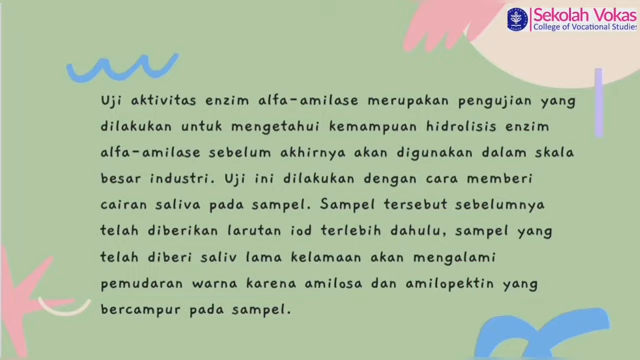 Sekolah Vokas
College of Vocational Studies
Uji aktivitas enzim alfa-amilase merupakan pengujian yang
dilakukan untuk mengetahui kemampuan hidrolisis enzim
alfa-amilase sebelum akhirnya akan digunakan dalam skala
besar industri. Uji ini dilakukan dengan cara memberi
cairan saliva pada sampel. Sampel tersebut sebelumnya
telah diberikan larutan iod terlebih dahulu, sampel yang
telah diberi saliv lama kelamaan akan mengalami
pemudaran warna karena amilosa dan amilopektin yang
bercampur pada sampel.